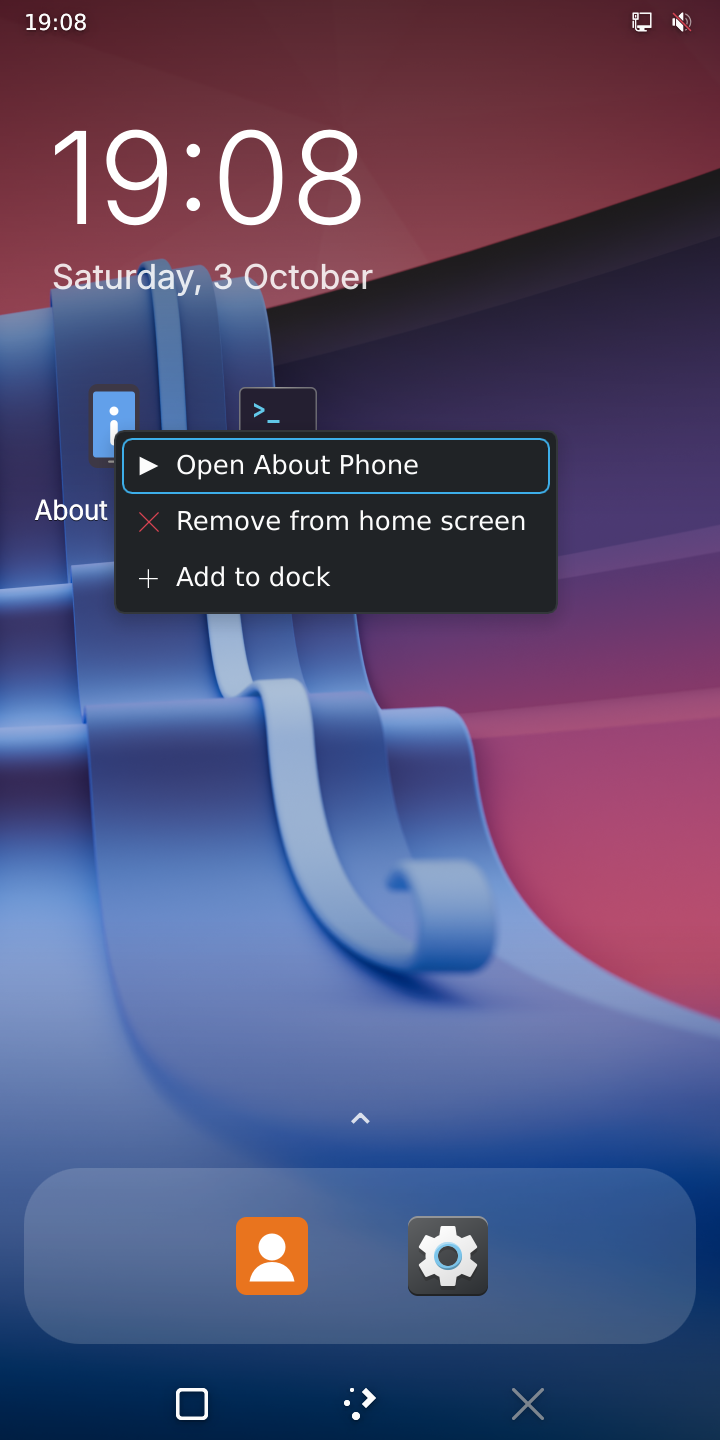 19:08
19:08
Saturday, 3 October
>_
About
Open About Phone
Remove from home screen
Add to dock